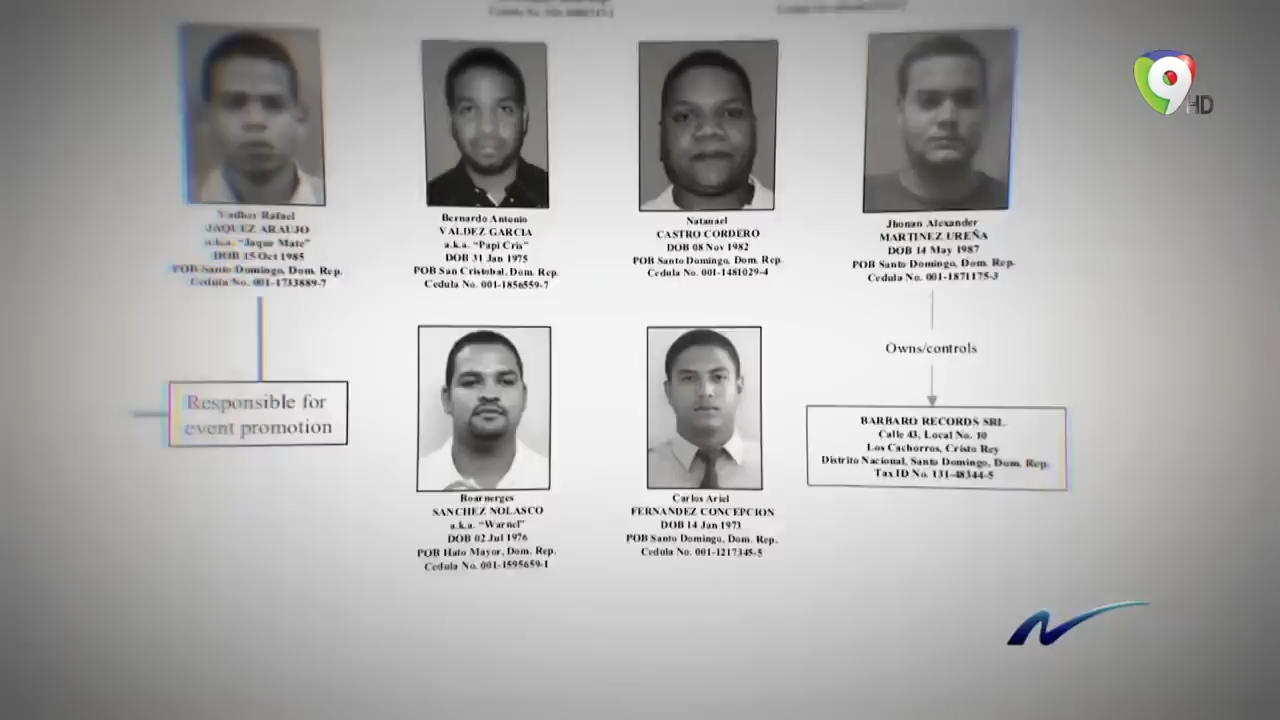 Cedula No.
Yadher Rafael
JAQUEZ ARAUJO
a.k.a. "Jaque Mate"
DOB 15 Oct 1985
POB Santo Domingo, Dom. Rep.
Cedula No. 001-1733889-7
Bernardo Antonio
VALDEZ GARCIA
a.k.a. "Papi Cris"
DOB 31 Jan 1975
POB San Cristobal, Dom. Rep.
Cedula No. 001-1856559-7
Natanael
CASTRO CORDERO
DOB 08 Nov 1982
POB Santo Domingo, Dom. Rep.
Cedula No. 001-1481029-4
Jhonan Alexander
MARTINEZ UREÑA
DOB 14 May 1987
POB Santo Domingo, Dom. Rep.
Cedula No. 001-1871175-3
Responsible for
event promotion
Boarnerges
SANCHEZ NOLASCO
a.k.a. "Warnel"
DOB 02 Jul 1976
POB Hato Mayor, Dom. Rep.
Cedula No. 001-1595659-1
Carlos Ariel
FERNANDEZ CONCEPCION
DOB 14 Jan 1973
POB Santo Domingo, Dom. Rep.
Cedula No. 001-1217345-5
Owns/controls
BARBARO RECORDS SRL
Calle 43, Local No. 10
Los Cachorros, Cristo Rey
Distrito Nacional, Santo Domingo, Dom. Rep.
Tax ID No. 131-48344-5
9
HD
N